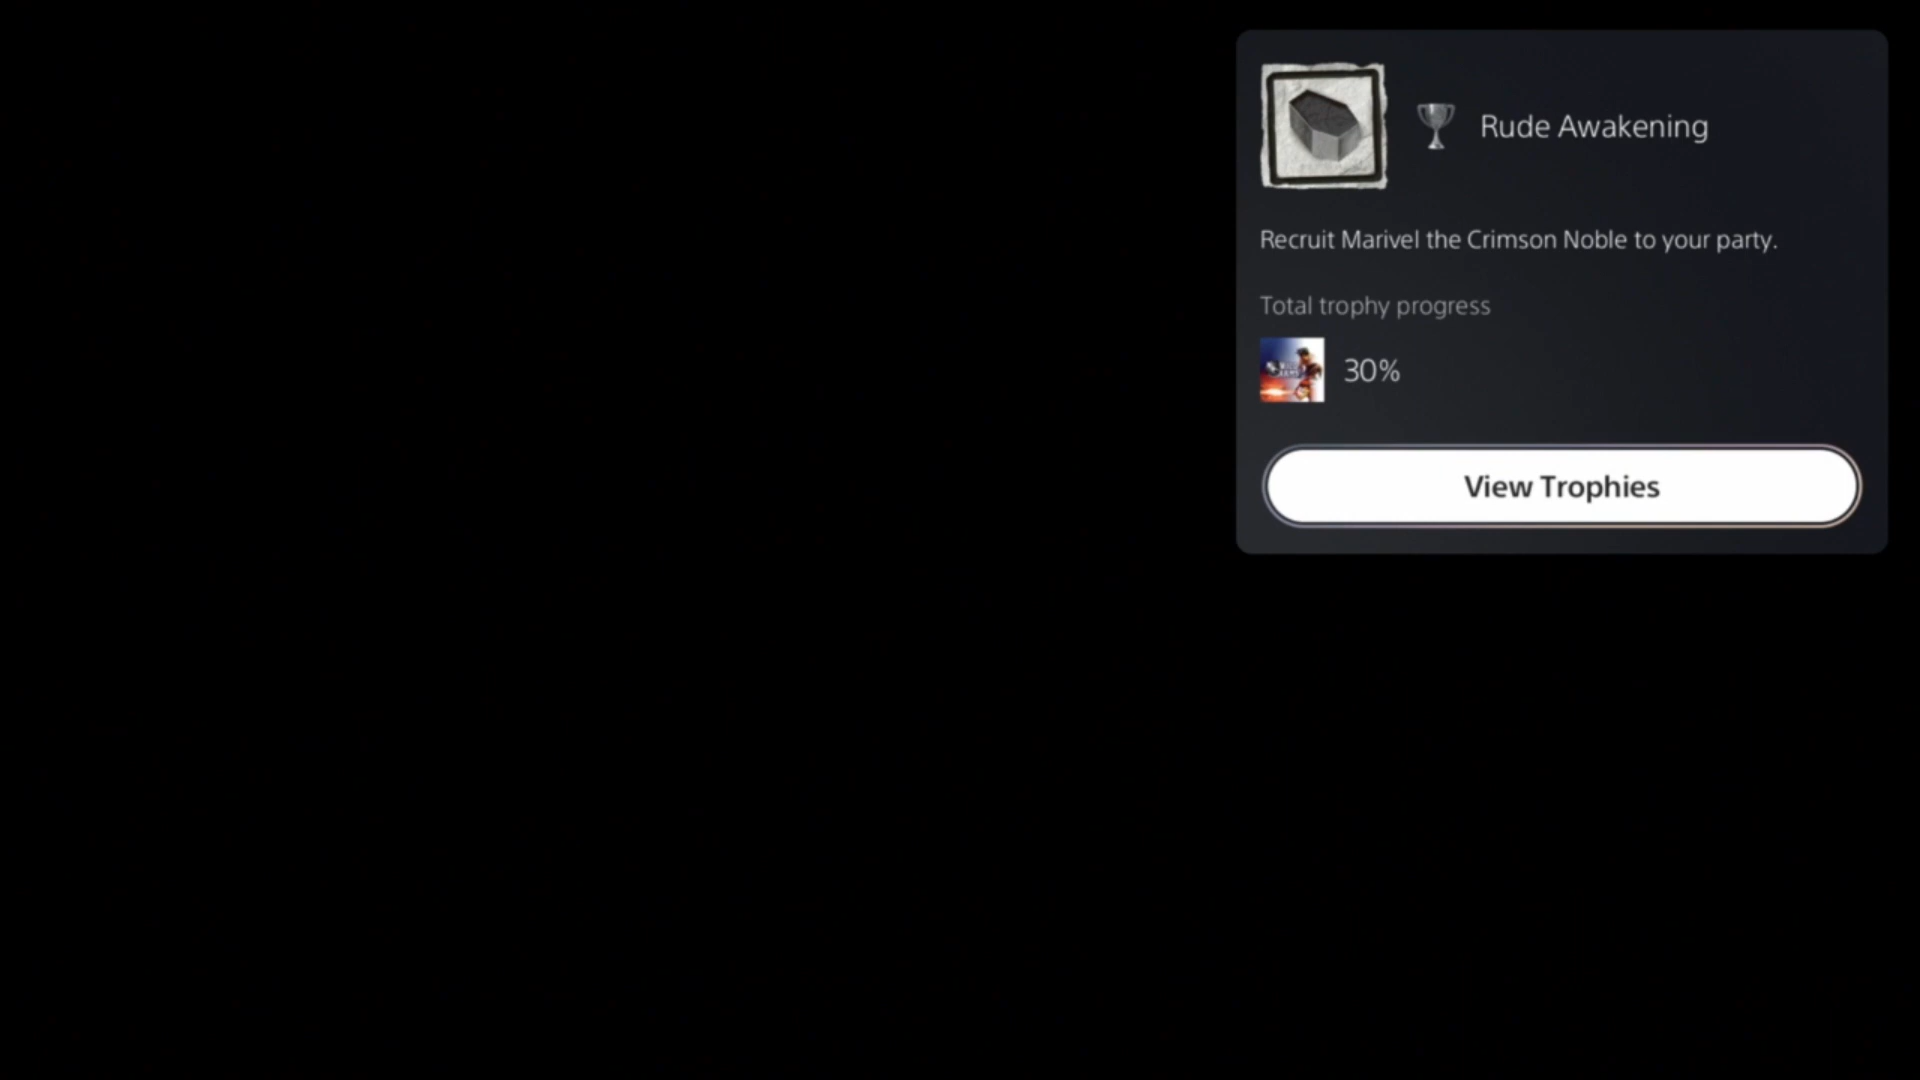 Rude Awakening
Recruit Marivel the Crimson Noble to your party.
Total trophy progress
30%
View Trophies